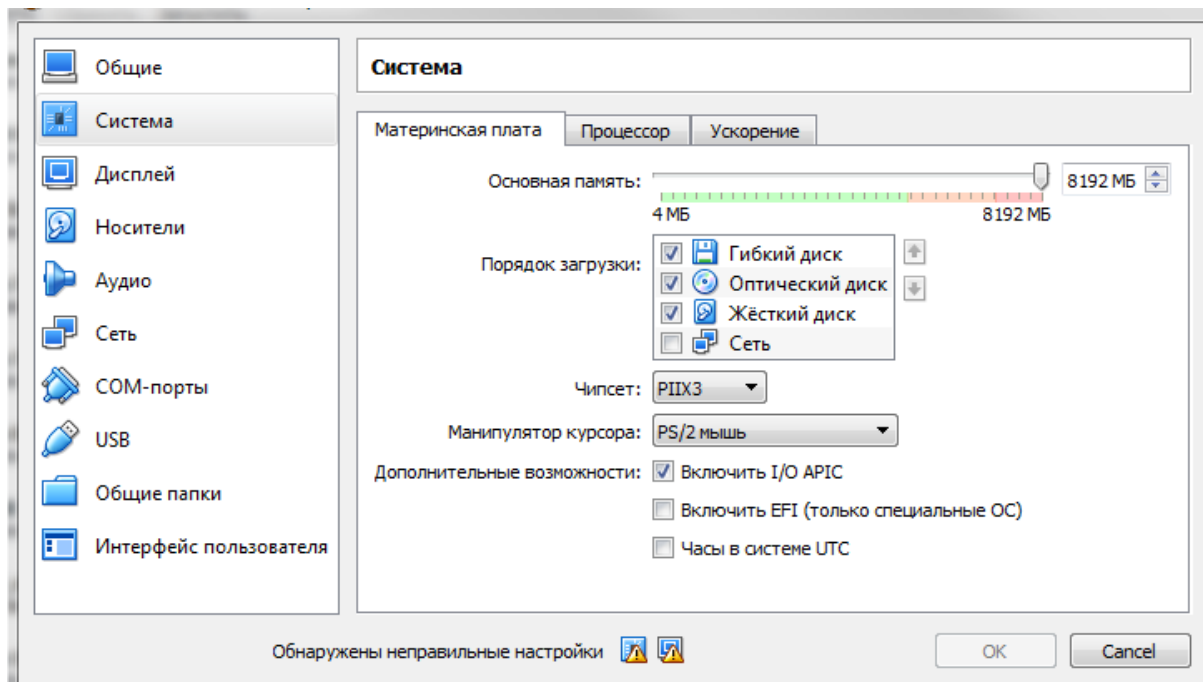 Общие
Система
Дисплей
Носители
Аудио
Сеть
COM-порты
USB
Общие папки
Интерфейс пользователя
Система
Материнская плата Процессор Ускорение
Основная память: 8192 МБ
4 МБ 8192 МБ
Порядок загрузки: Гибкий диск
Оптический диск
Жёсткий диск
Сеть
Чипсет: PIIX3
Манипулятор курсора: PS/2 мышь
Дополнительные возможности: Включить I/O APIC
Включить EFI (только специальные ОС)
Часы в системе UTC
Обнаружены неправильные настройки OK Cancel